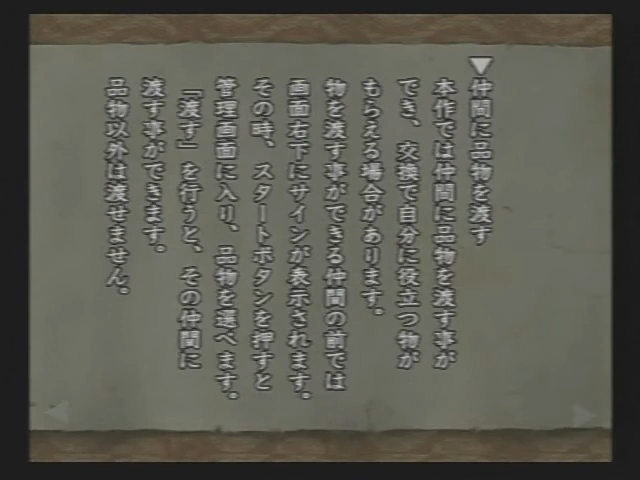 ▼仲間に品物を渡す
本作では仲間に品物を渡す事が
でき、交換で自分に役立つ物が
もらえる場合があります。
物を渡す事ができる仲間の前では
画面右下にサインが表示されます。
その時、スタートボタンを押すと
管理画面に入り、品物を選べます。
「渡す」を行うと、その仲間に
渡す事ができます。
品物以外は渡せません。